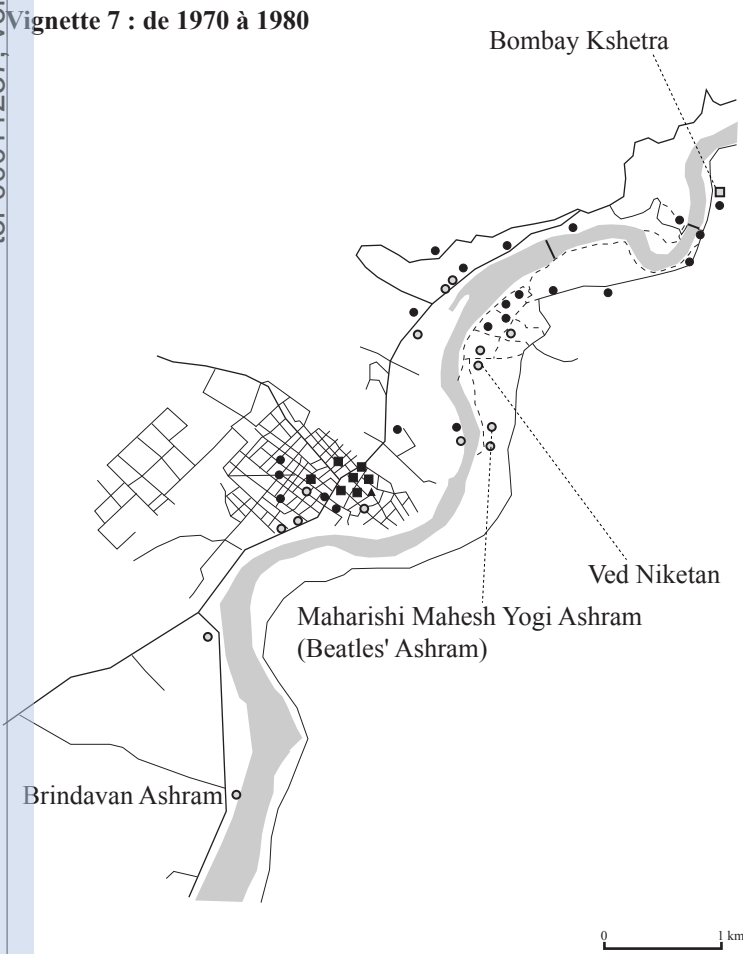 Vignette 7 : de 1970 à 1980
Bombay Kshetra
Ved Niketan
Maharishi Mahesh Yogi Ashram
(Beatles' Ashram)
Brindavan Ashram
0 1 km